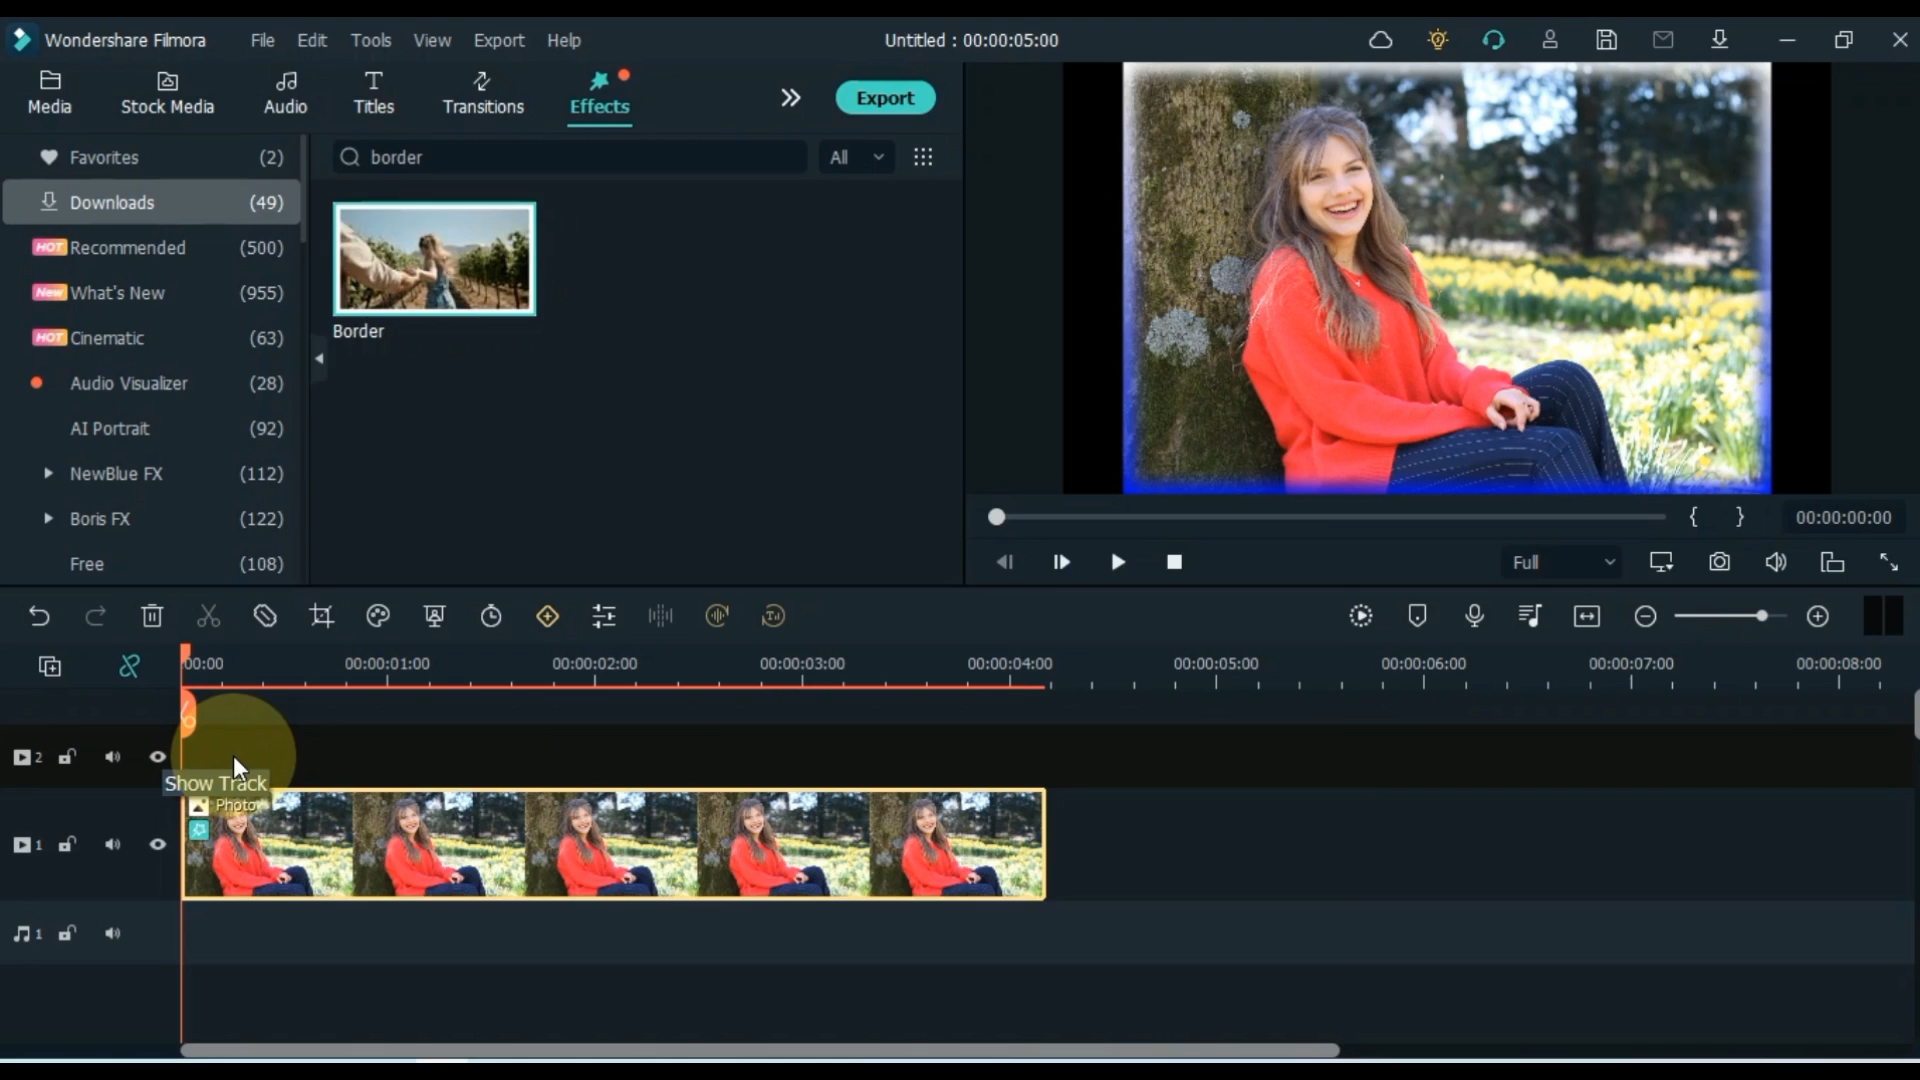 Wondershare Filmora File Edit Tools View Export Help Untitled : 00:00:05:00
Media Stock Media Audio Titles Transitions Effects Export
Favorites (2)
border All
Downloads (49)
HOT Recommended (500)
New What's New (955)
HOT Cinematic (63)
Audio Visualizer (28)
AI Portrait (92)
NewBlue FX (112)
Boris FX (122)
Free (108)
Border
{ } 00:00:00:00
Full
00:00 00:00:01:00 00:00:02:00 00:00:03:00 00:00:04:00 00:00:05:00 00:00:06:00 00:00:07:00 00:00:08:00
2
Show Track
Photo
1
1